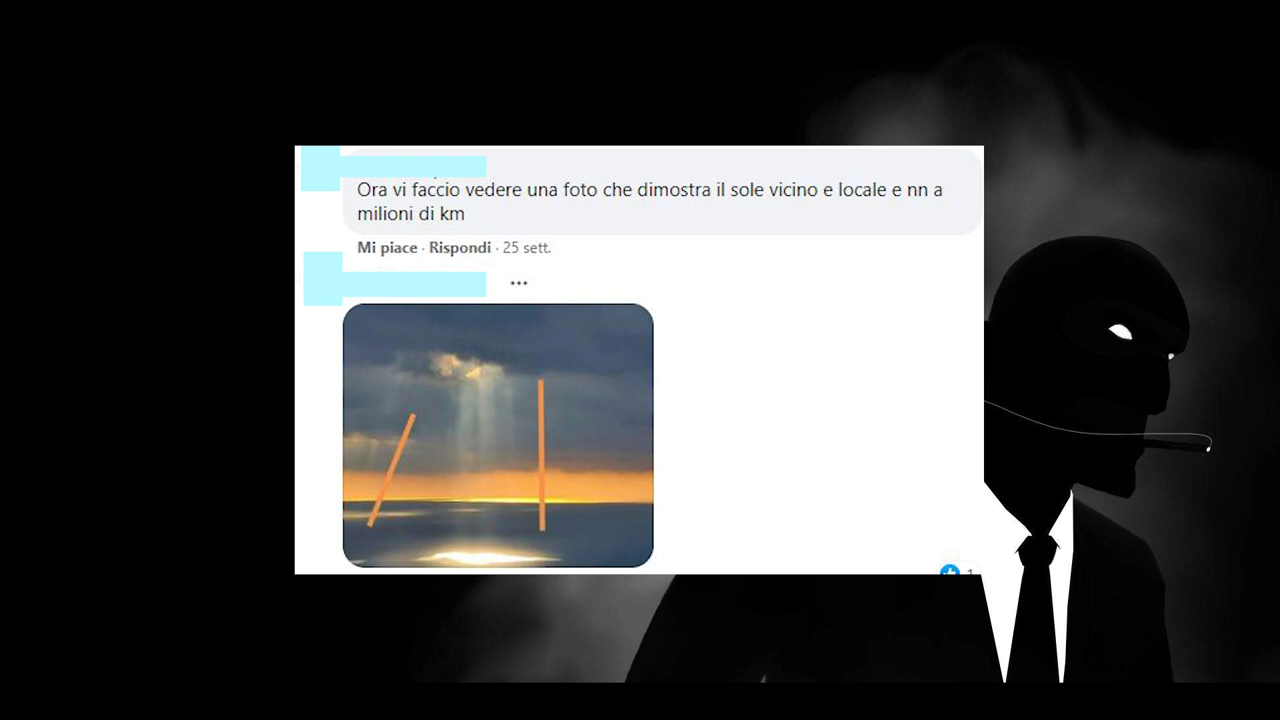 Ora vi faccio vedere una foto che dimostra il sole vicino e locale e nn a
milioni di km
Mi piace · Rispondi · 25 sett.
...
1